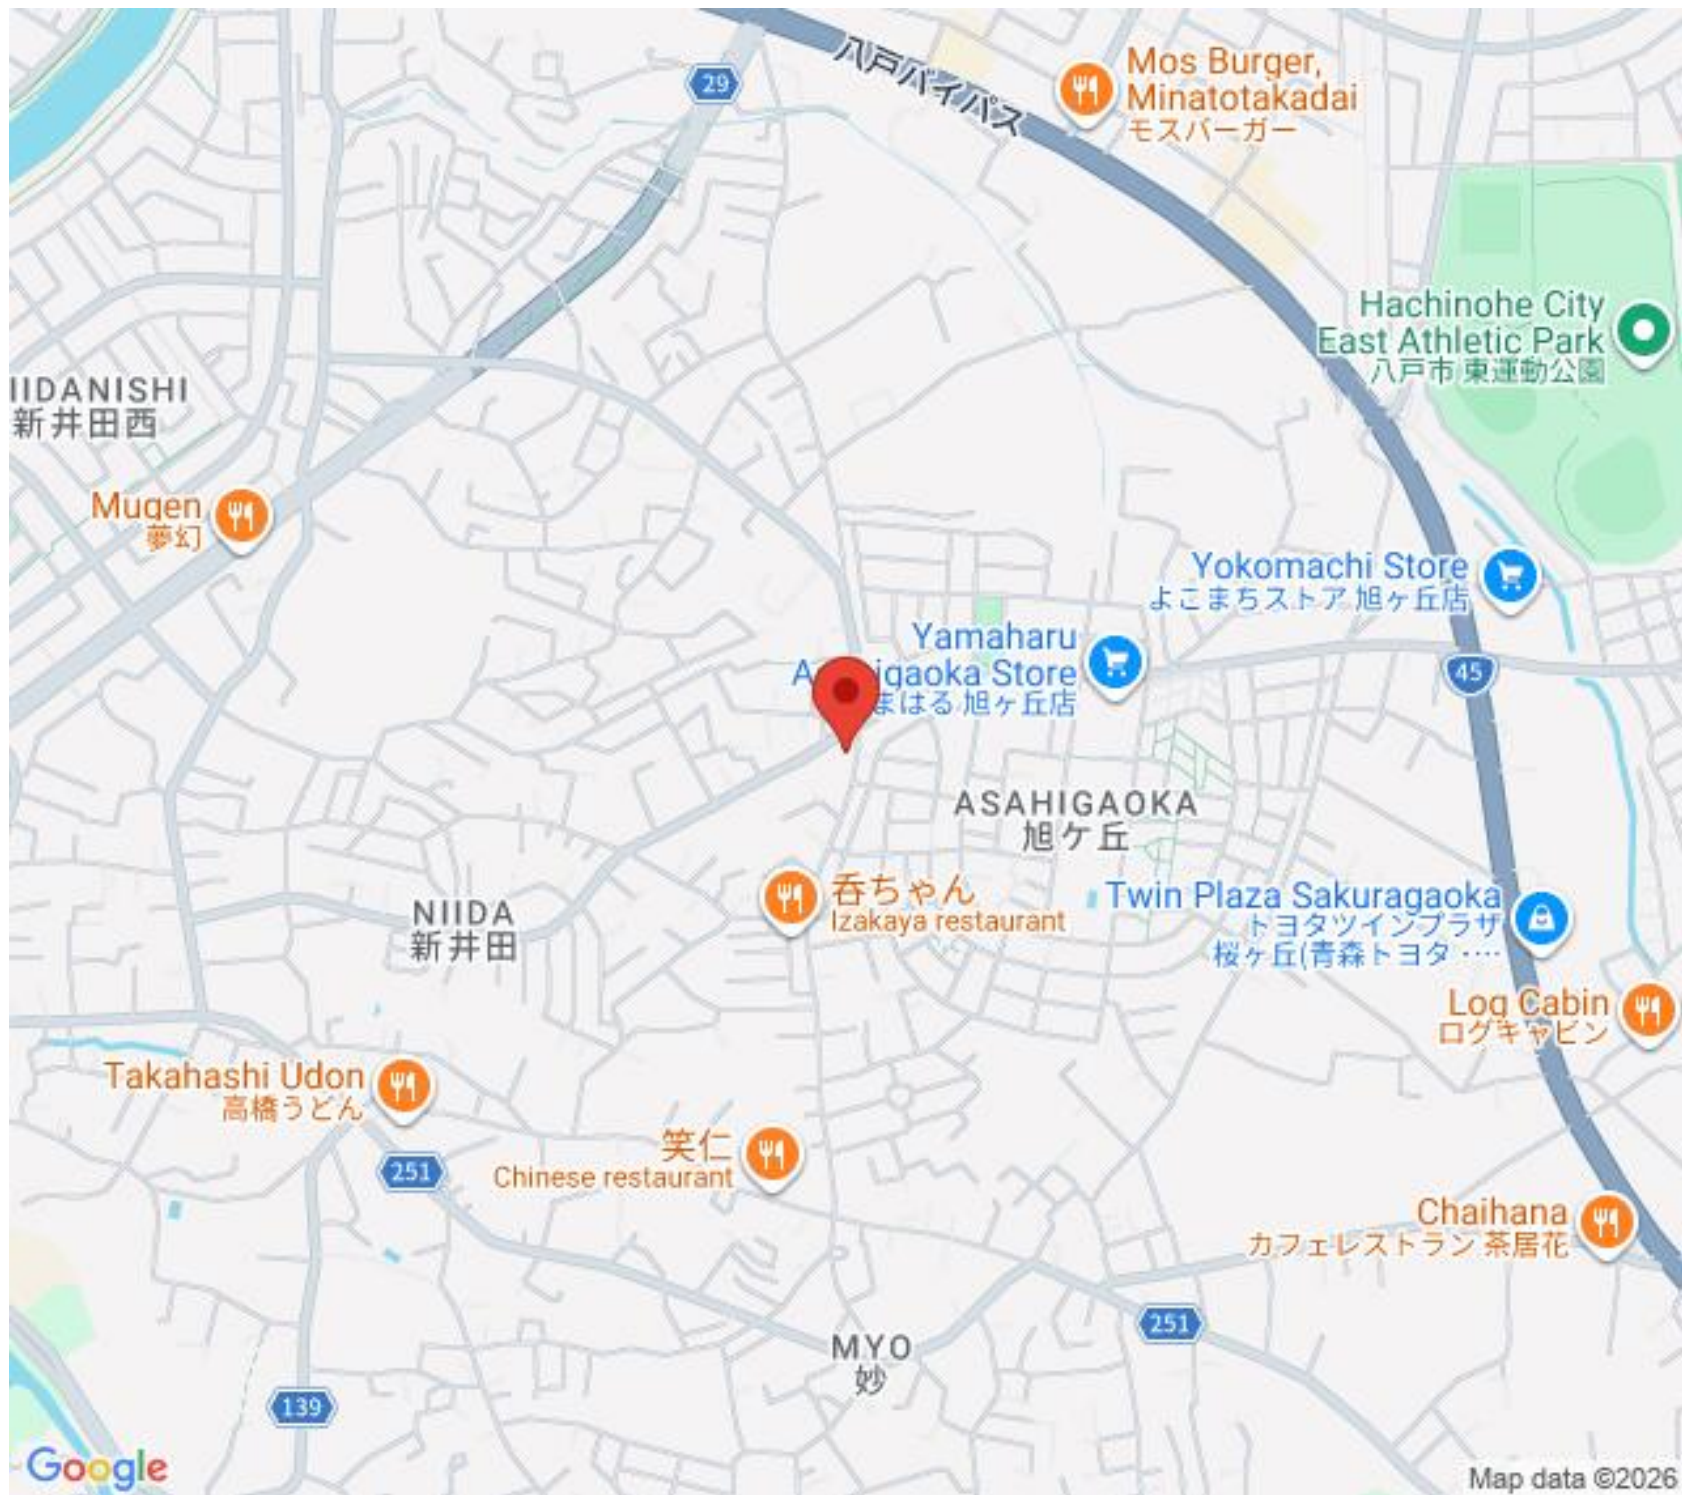 29
八戸バイパス
Mos Burger,
Minatotakadai
モスバーガー
Hachinohe City
East Athletic Park
八戸市 東運動公園
IIDANISHI
新井田西
Mugen
夢幻
Yokomachi Store
よこまちストア 旭ヶ丘店
Yamaharu
igaoka Store
まはる 旭ヶ丘店
45
ASAHIGAOKA
旭ケ丘
呑ちゃん
Izakaya restaurant
Twin Plaza Sakuragaoka
トヨタツインプラザ
桜ヶ丘(青森トヨタ ‥‥
NIIDA
新井田
Log Cabin
ログキャビン
Takahashi Udon
高橋うどん
笑仁
Chinese restaurant
251
Chaihana
カフェレストラン 茶居花
251
MYO
妙
139
Google
Map data ©2026